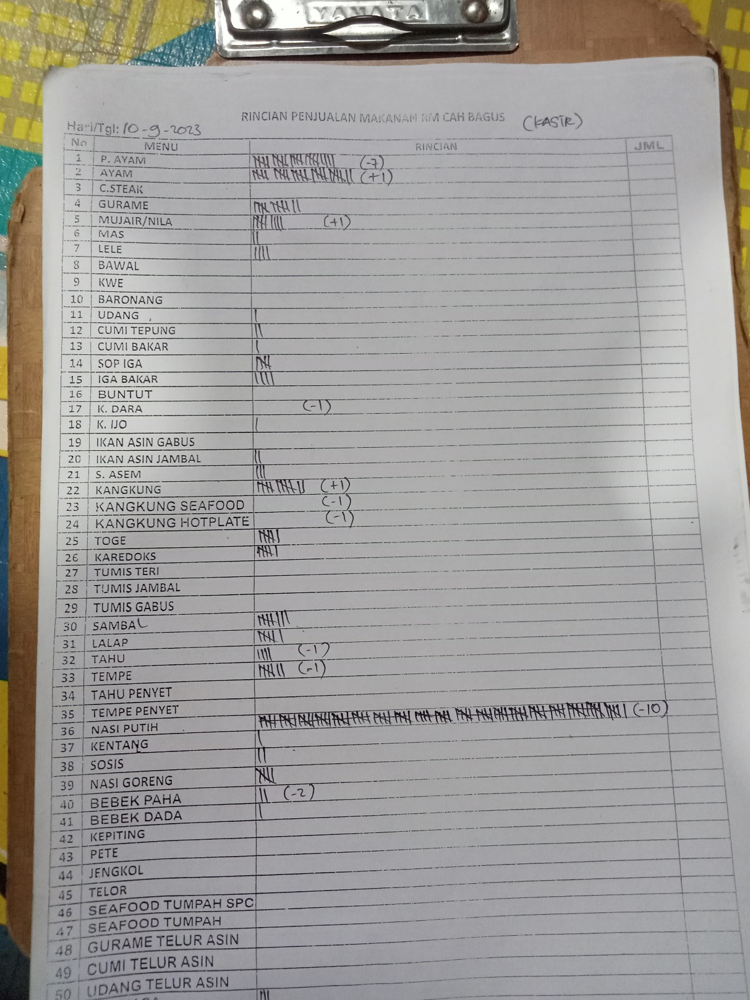 YAMATA
RINCIAN PENJUALAN MAKANAN RM CAH BAGUS (KASIR)
Hari/Tgl: 10-9-2023
No MENU RINCIAN JML
1 P. AYAM (-7)
2 AYAM (+1)
3 C.STEAK
4 GURAME
5 MUJAIR/NILA (+1)
6 MAS
7 LELE
8 BAWAL
9 KWE
10 BARONANG
11 UDANG
12 CUMI TEPUNG
13 CUMI BAKAR
14 SOP IGA
15 IGA BAKAR
16 BUNTUT
17 K. DARA (-1)
18 K. IJO
19 IKAN ASIN GABUS
20 IKAN ASIN JAMBAL
21 S. ASEM
22 KANGKUNG (+1)
23 KANGKUNG SEAFOOD (-1)
24 KANGKUNG HOTPLATE (-1)
25 TOGE
26 KAREDOKS
27 TUMIS TERI
28 TUMIS JAMBAL
29 TUMIS GABUS
30 SAMBAL
31 LALAP
32 TAHU (-1)
33 TEMPE (-1)
34 TAHU PENYET
35 TEMPE PENYET
36 NASI PUTIH (-10)
37 KENTANG
38 SOSIS
39 NASI GORENG
40 BEBEK PAHA (-2)
41 BEBEK DADA
42 KEPITING
43 PETE
44 JENGKOL
45 TELOR
46 SEAFOOD TUMPAH SPC
47 SEAFOOD TUMPAH
48 GURAME TELUR ASIN
49 CUMI TELUR ASIN
50 UDANG TELUR ASIN